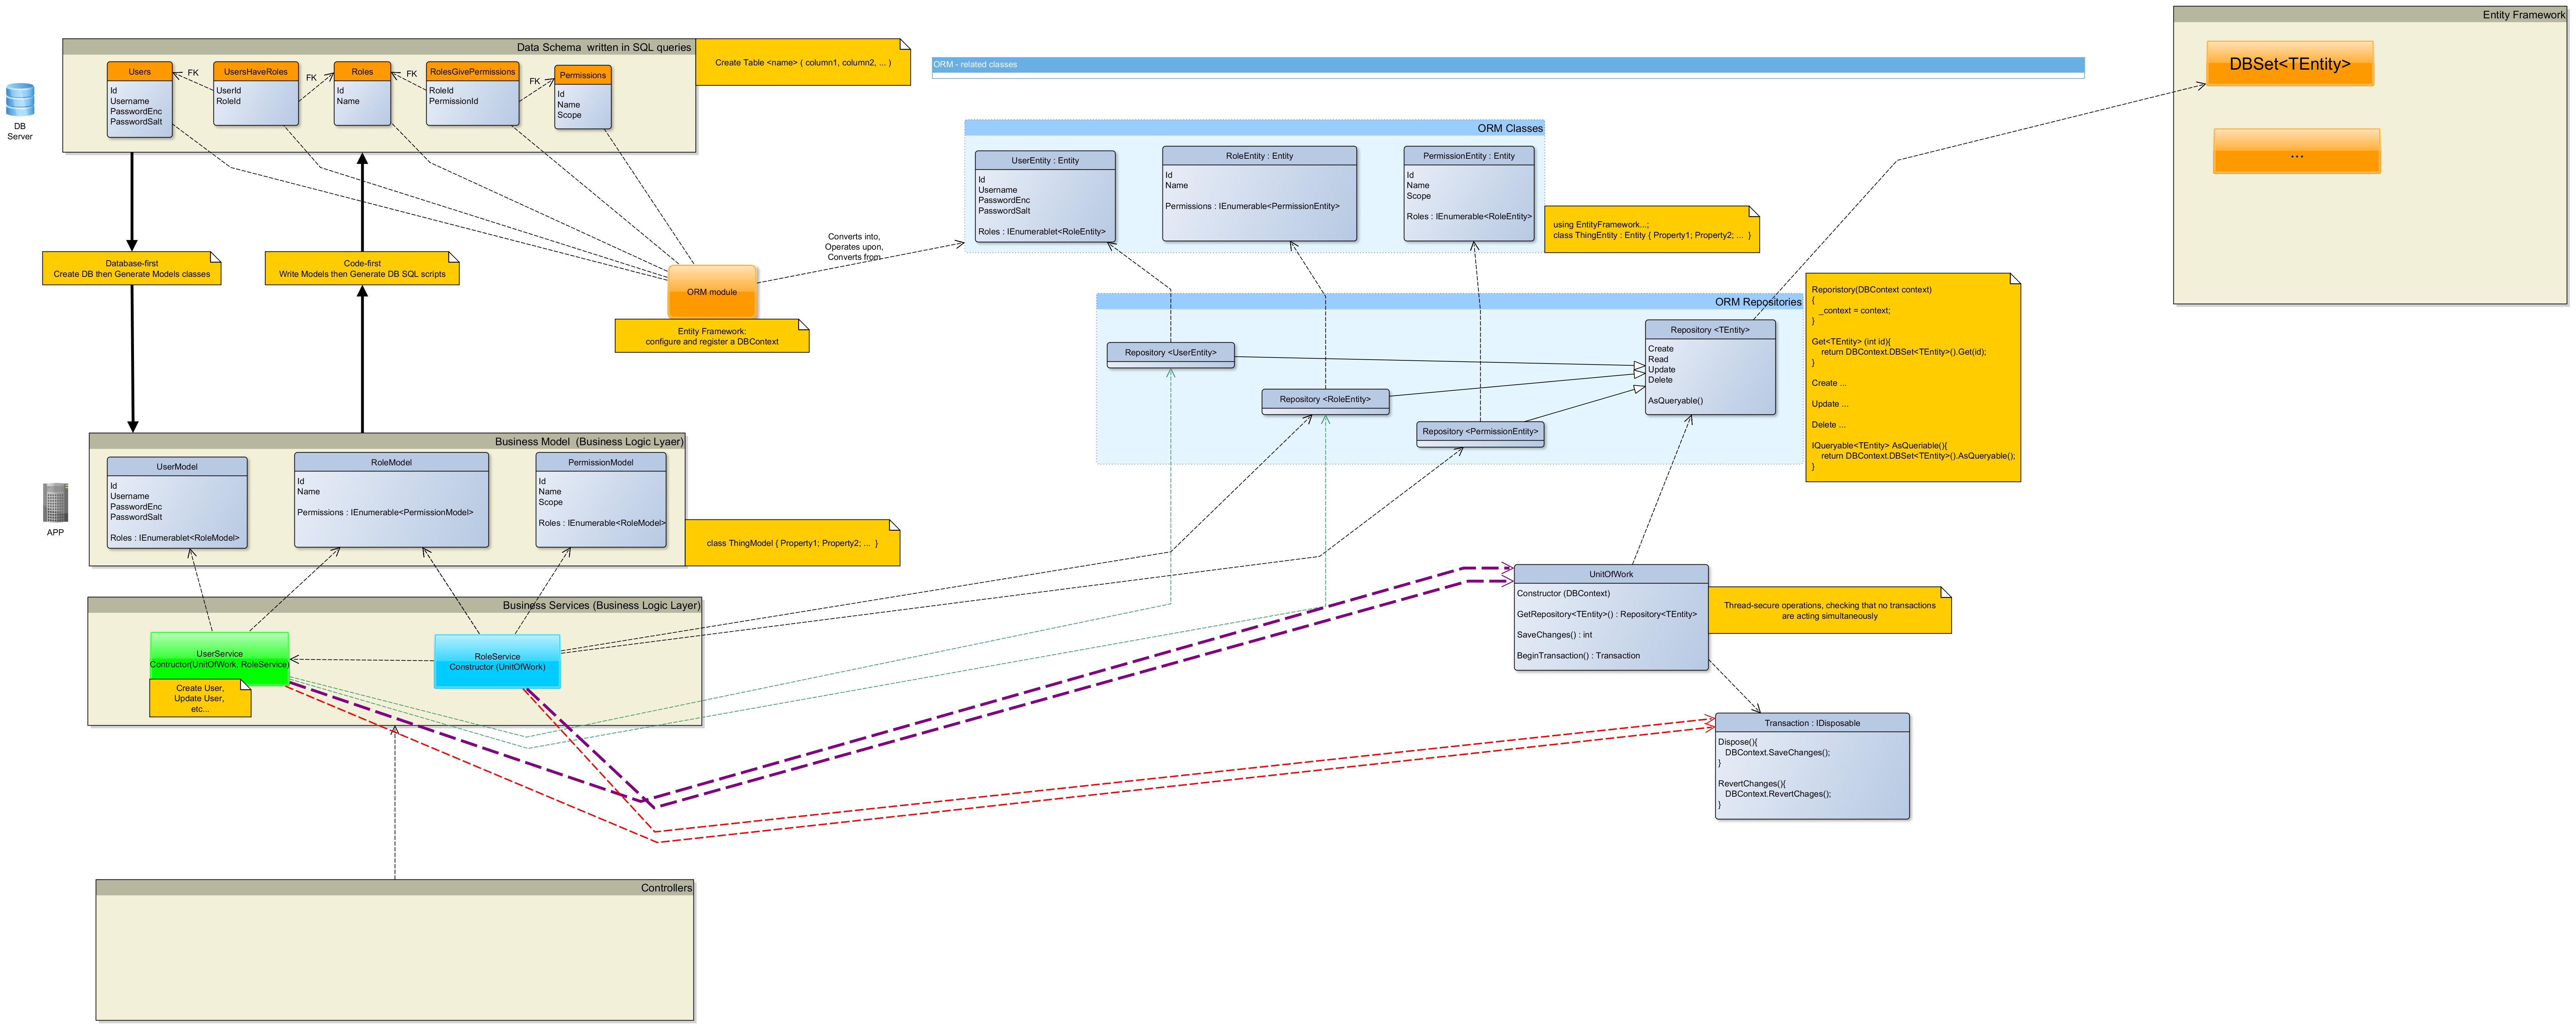 Entity Framework
DBSet<TEntity>
...
Data Schema  written in SQL queries
Create Table <name> ( column1, column2, ... )
ORM - related classes
DB
Server
Users
Id
Username
PasswordEnc
PasswordSalt
FK
UsersHaveRoles
UserId
RoleId
FK
Roles
Id
Name
FK
RolesGivePermissions
RoleId
PermissionId
FK
Permissions
Id
Name
Scope
ORM Classes
UserEntity : Entity
Id
Username
PasswordEnc
PasswordSalt
Roles : IEnumerablet<RoleEntity>
RoleEntity : Entity
Id
Name
Permissions : IEnumerable<PermissionEntity>
PermissionEntity : Entity
Id
Name
Scope
Roles : IEnumerable<RoleEntity>
using EntityFramework...;
class ThingEntity : Entity { Property1; Property2; ...  }
Converts into,
Operates upon,
Converts from
Database-first
Create DB then Generate Models classes
Code-first
Write Models then Generate DB SQL scripts
ORM module
Entity Framework:
configure and register a DBContext
ORM Repositories
Repository <UserEntity>
Repository <RoleEntity>
Repository <PermissionEntity>
Repository <TEntity>
Create
Read
Update
Delete
AsQueryable()
Reporistory(DBContext context)
{
_context = context;
}
Get<TEntity> (int id){
return DBContext.DBSet<TEntity>().Get(id);
}
Create ...
Update ...
Delete ...
IQueryable<TEntity> AsQueriable(){
return DBContext.DBSet<TEntity>().AsQueryable();
}
Business Model  (Business Logic Lyaer)
APP
UserModel
Id
Username
PasswordEnc
PasswordSalt
Roles : IEnumerablet<RoleModel>
RoleModel
Id
Name
Permissions : IEnumerable<PermissionModel>
PermissionModel
Id
Name
Scope
Roles : IEnumerable<RoleModel>
class ThingModel { Property1; Property2; ...  }
Business Services (Business Logic Layer)
UserService
Contructor(UnitOfWork, RoleService)
Create User,
Update User,
etc...
RoleService
Constructor (UnitOfWork)
UnitOfWork
Constructor (DBContext)
GetRepository<TEntity>() : Repository<TEntity>
SaveChanges() : int
BeginTransaction() : Transaction
Thread-secure operations, checking that no transactions
are acting simultaneously
Transaction : IDisposable
Dispose(){
DBContext.SaveChanges();
}
RevertChanges(){
DBContext.RevertChages();
}
Controllers